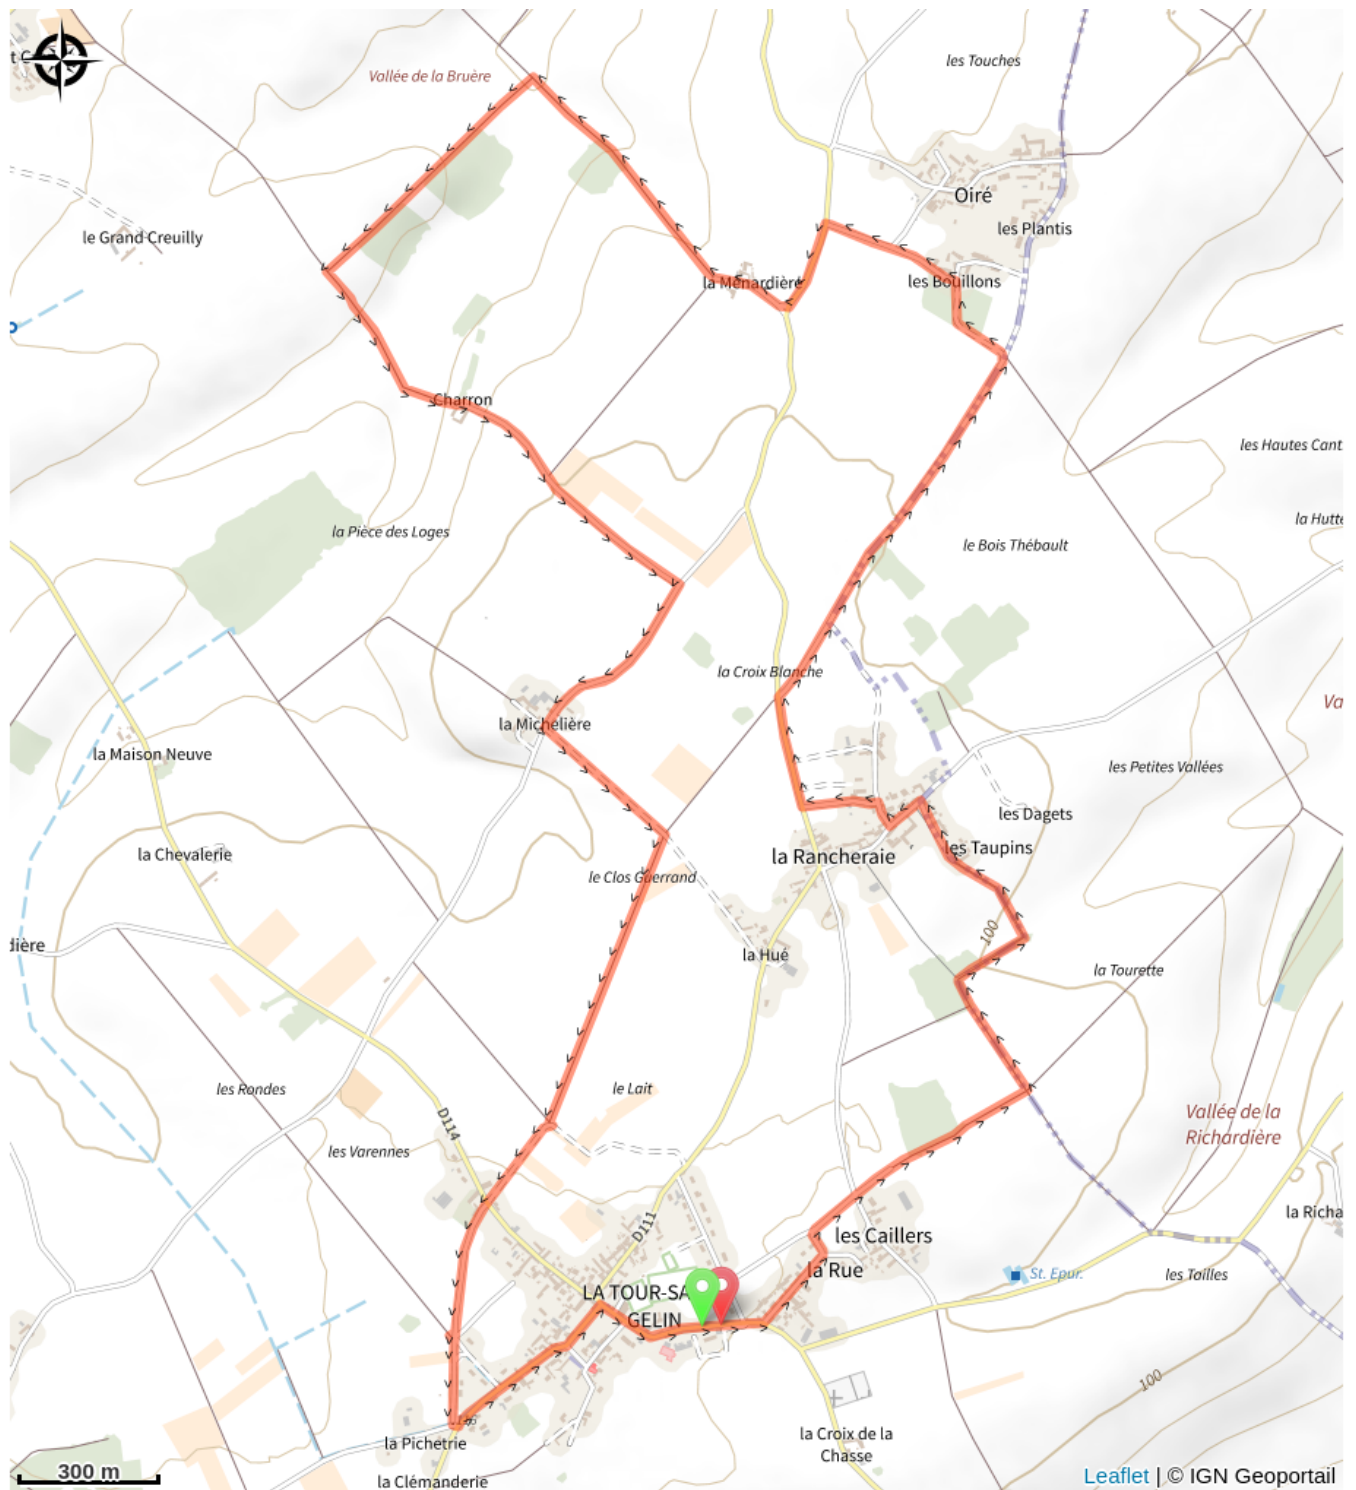 Vallée de la Bruère
les Touches
Oiré
les Plantis
le Grand Creuilly
la Ménardière
les Bouillons
Charron
les Hautes Cant
la Hutte
la Pièce des Loges
le Bois Thébault
la Croix Blanche
Va
la Michelière
la Maison Neuve
les Petites Vallées
les Dagets
la Chevalerie
la Rancheraie
les Taupins
le Clos Guerrand
100
dière
la Hué
la Tourette
les Rondes
le Lait
D114
les Varennes
Vallée de la
Richardière
la Richa
D111
les Caillers
la Rue
St. Epur.
les Tailles
LA TOUR-SA
GELIN
100
la Pichetrie
la Croix de la
Chasse
la Clémanderie
300 m
Leaflet | © IGN Geoportail